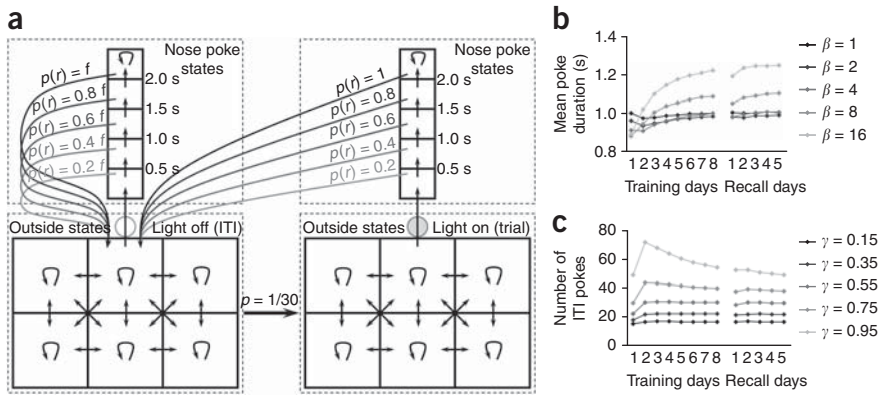 a
Nose poke states
p(r) = f
p(r) = 0.8 f
p(r) = 0.6 f
p(r) = 0.4 f
p(r) = 0.2 f
2.0 s
1.5 s
1.0 s
0.5 s
Nose poke states
p(r) = 1
p(r) = 0.8
p(r) = 0.6
p(r) = 0.4
p(r) = 0.2
2.0 s
1.5 s
1.0 s
0.5 s
Outside states Light off (ITI)
p = 1/30
Outside states Light on (trial)
b
Mean poke duration (s)
1.4
1.2
1.0
0.8
1 2 3 4 5 6 7 8 1 2 3 4 5
Training days Recall days
β = 1
β = 2
β = 4
β = 8
β = 16
c
Number of ITI pokes
80
60
40
20
0
1 2 3 4 5 6 7 8 1 2 3 4 5
Training days Recall days
γ = 0.15
γ = 0.35
γ = 0.55
γ = 0.75
γ = 0.95